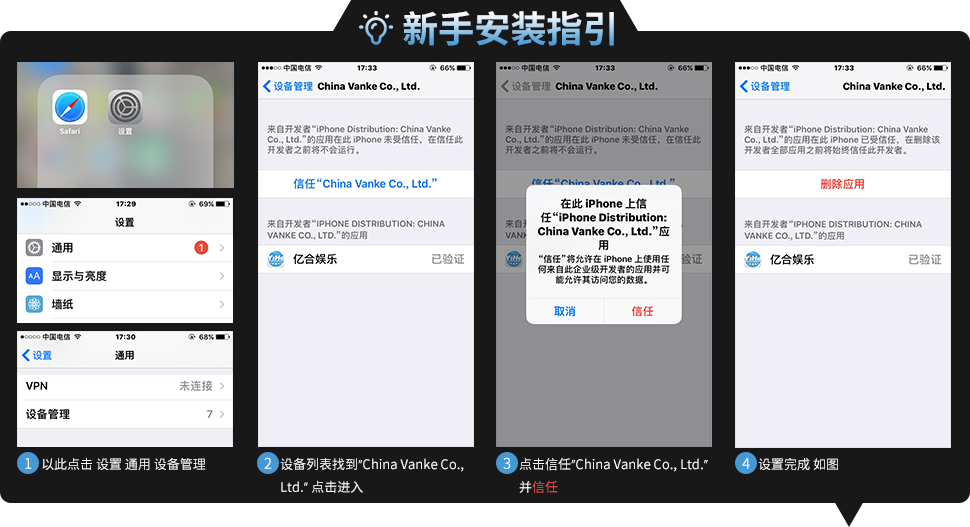 新手安装指引
Safari
设置
中国电信
17:29
69%
设置
通用
1
显示与亮度
墙纸
中国电信
17:30
68%
设置
通用
VPN
未连接
设备管理
7
1 以此点击 设置 通用 设备管理
中国电信
17:33
66%
设备管理 China Vanke Co., Ltd.
来自开发者“iPhone Distribution: China Vanke
Co., Ltd.”的应用在此 iPhone 未受信任，在信任此
开发者之前将不会运行。
信任“China Vanke Co., Ltd.”
来自开发者“IPHONE DISTRIBUTION: CHINA
VANKE CO., LTD.”的应用
亿合娱乐
已验证
2 设备列表找到"China Vanke Co.,
Ltd." 点击进入
中国电信
17:33
66%
设备管理 China Vanke Co., Ltd.
来自开发者“iPhone Distribution: China Vanke
Co., Ltd.”的应用在此 iPhone 未受信任，在信任此
开发者之前将不会运行。
信任“China Vanke Co., Ltd.”
在此 iPhone 上信
任“iPhone Distribution:
China Vanke Co., Ltd.”应
用
“信任”将允许在 iPhone 上使用任
何来自此企业级开发者的应用并可
能允许其访问您的数据。
取消
信任
验证
3 点击信任"China Vanke Co., Ltd."
并信任
中国电信
17:33
66%
设备管理
China Vanke Co., Ltd.
来自开发者“iPhone Distribution: China Vanke
Co., Ltd.”的应用在此 iPhone 已受信任，在删除该
开发者全部应用之前将始终信任此开发者。
删除应用
来自开发者“IPHONE DISTRIBUTION: CHINA
VANKE CO., LTD.”的应用
亿合娱乐
已验证
4 设置完成 如图